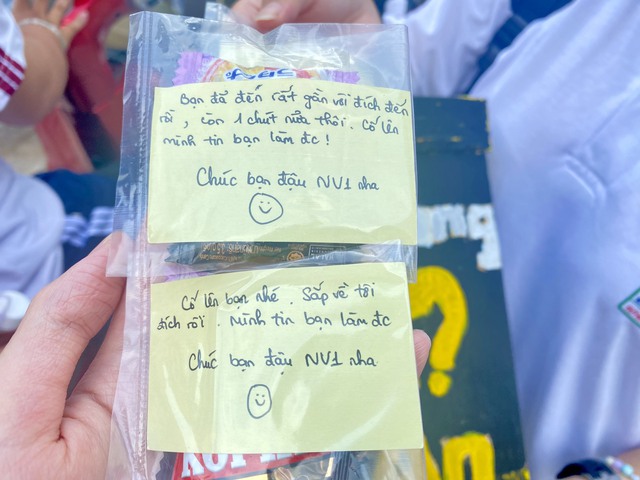 Bạn đã đến rất gần với đích đến
rồi, còn 1 chút nữa thôi. Cố lên
mình tin bạn làm đc!
Chúc bạn đậu NV1 nha
Cố lên bạn nhé. Sắp về tới
đích rồi. Mình tin bạn làm đc
Chúc bạn đậu NV1 nha
?